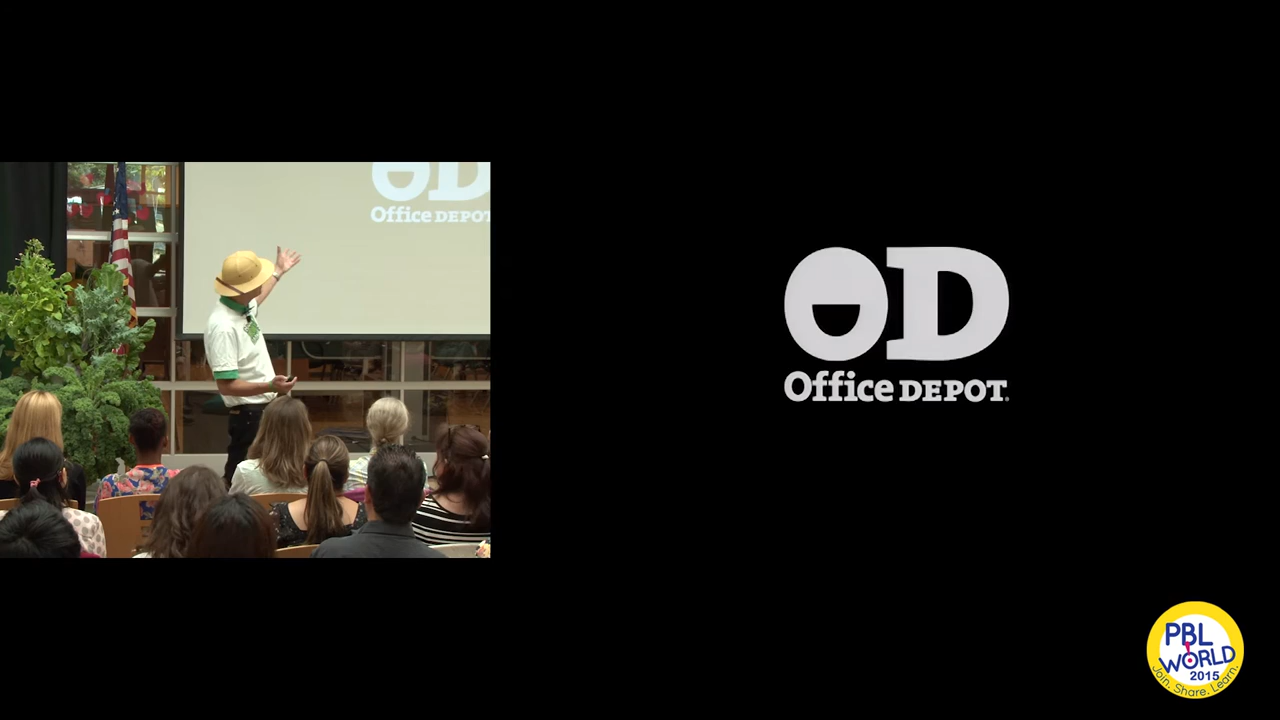 OD
Office DEPOT
OD
Office DEPOT.
PBL
WORLD
2015
Join. Share. Learn.